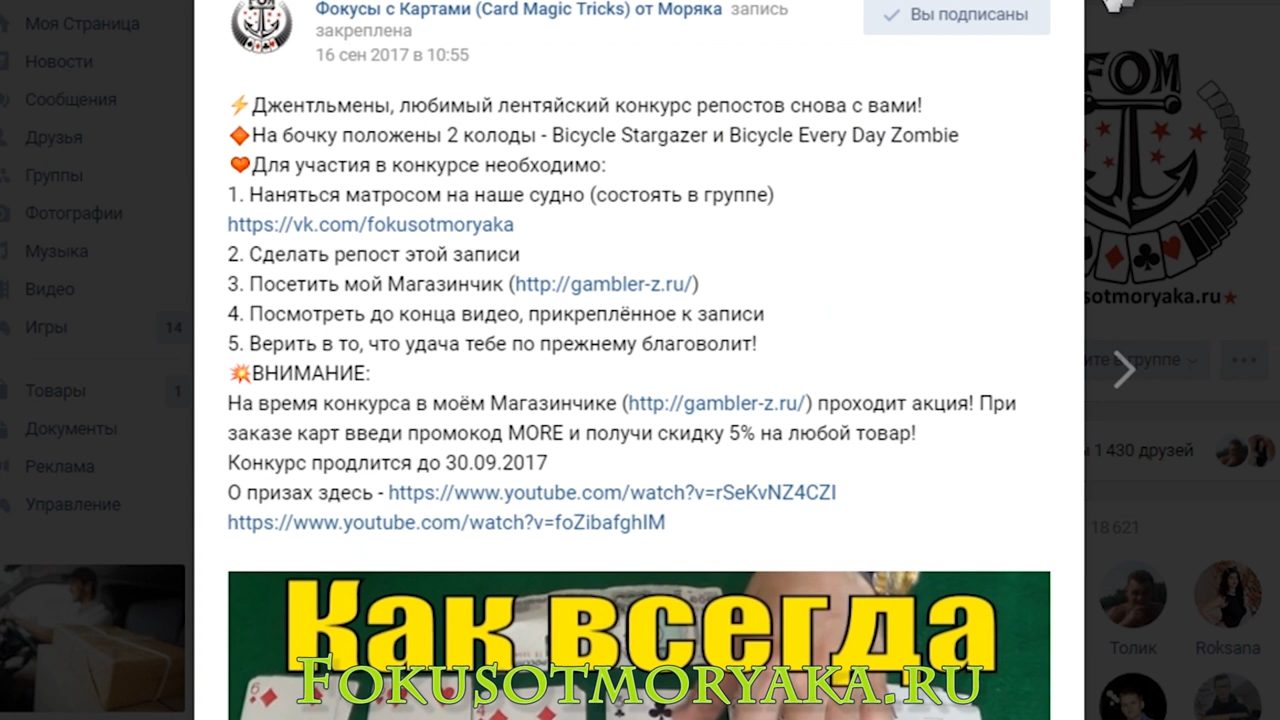 Моя Страница
Новости
Сообщения
Друзья
Группы
Фотографии
Музыка
Видео
Игры 14
Товары 1
Документы
Реклама
Управление
Фокусы с Картами (Card Magic Tricks) от Моряка запись
закреплена
16 сен 2017 в 10:55
Вы подписаны
⚡Джентльмены, любимый лентяйский конкурс репостов снова с вами!
♦На бочку положены 2 колоды - Bicycle Stargazer и Bicycle Every Day Zombie
❤Для участия в конкурсе необходимо:
1. Наняться матросом на наше судно (состоять в группе)
https://vk.com/fokusotmoryaka
2. Сделать репост этой записи
3. Посетить мой Магазинчик (http://gambler-z.ru/)
4. Посмотреть до конца видео, прикреплённое к записи
5. Верить в то, что удача тебе по прежнему благоволит!
💥ВНИМАНИЕ:
На время конкурса в моём Магазинчике (http://gambler-z.ru/) проходит акция! При
заказе карт введи промокод MORE и получи скидку 5% на любой товар!
Конкурс продлится до 30.09.2017
О призах здесь - https://www.youtube.com/watch?v=rSeKvNZ4CZI
https://www.youtube.com/watch?v=foZibafghIM
Как всегда
FOKUSOTMORYAKA.RU
FOM
sotmoryaka.ru
группе
1 430 друзей
18 621
Толик
Roksana